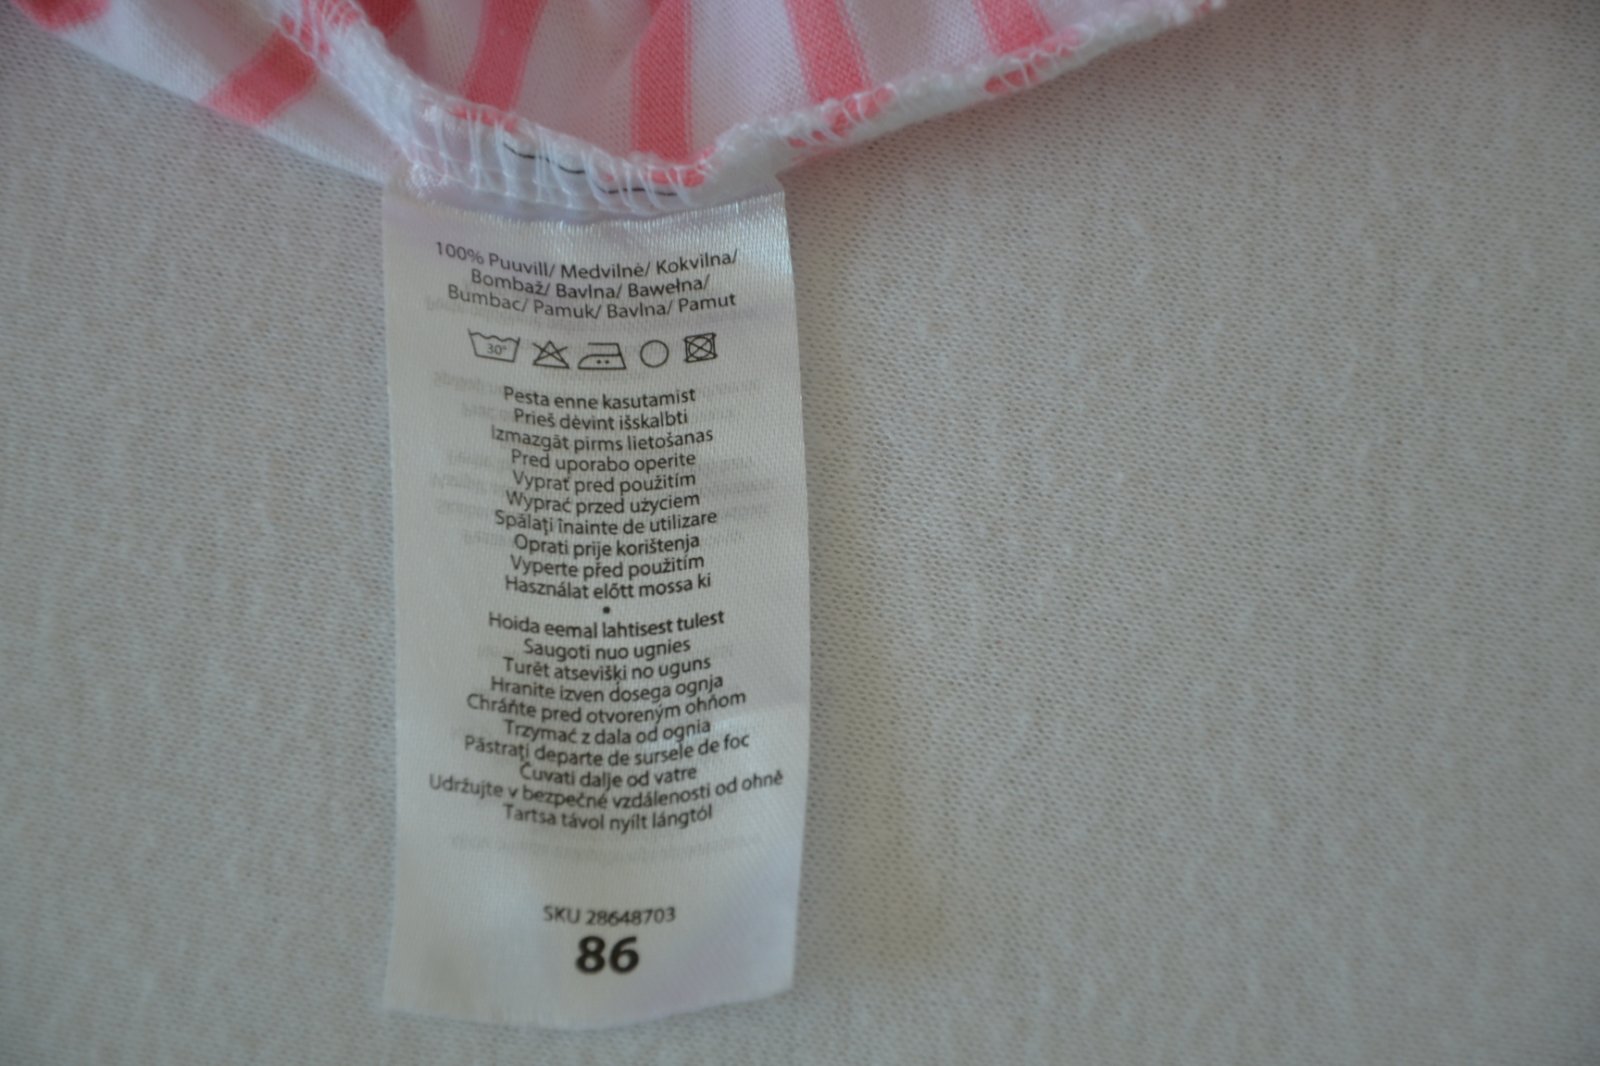 100% Puuvill/ Medvilnė/ Kokvilna/
Bombaž/ Bavlna/ Bawełna/
Bumbac/ Pamuk/ Bavlna/ Pamut
30°
Pesta enne kasutamist
Prieš dėvint išskalbti
Izmazgāt pirms lietošanas
Pred uporabo operite
Vyprať pred použitím
Wyprać przed użyciem
Spălați înainte de utilizare
Oprati prije korištenja
Vyperte před použitím
Használat előtt mossa ki
•
Hoida eemal lahtisest tulest
Saugoti nuo ugnies
Turēt atsevišķi no uguns
Hranite izven dosega ognja
Chráňte pred otvoreným ohňom
Trzymać z dala od ognia
Păstrați departe de sursele de foc
Čuvati dalje od vatre
Udržujte v bezpečné vzdálenosti od ohně
Tartsa távol nyílt lángtól
SKU 28648703
86